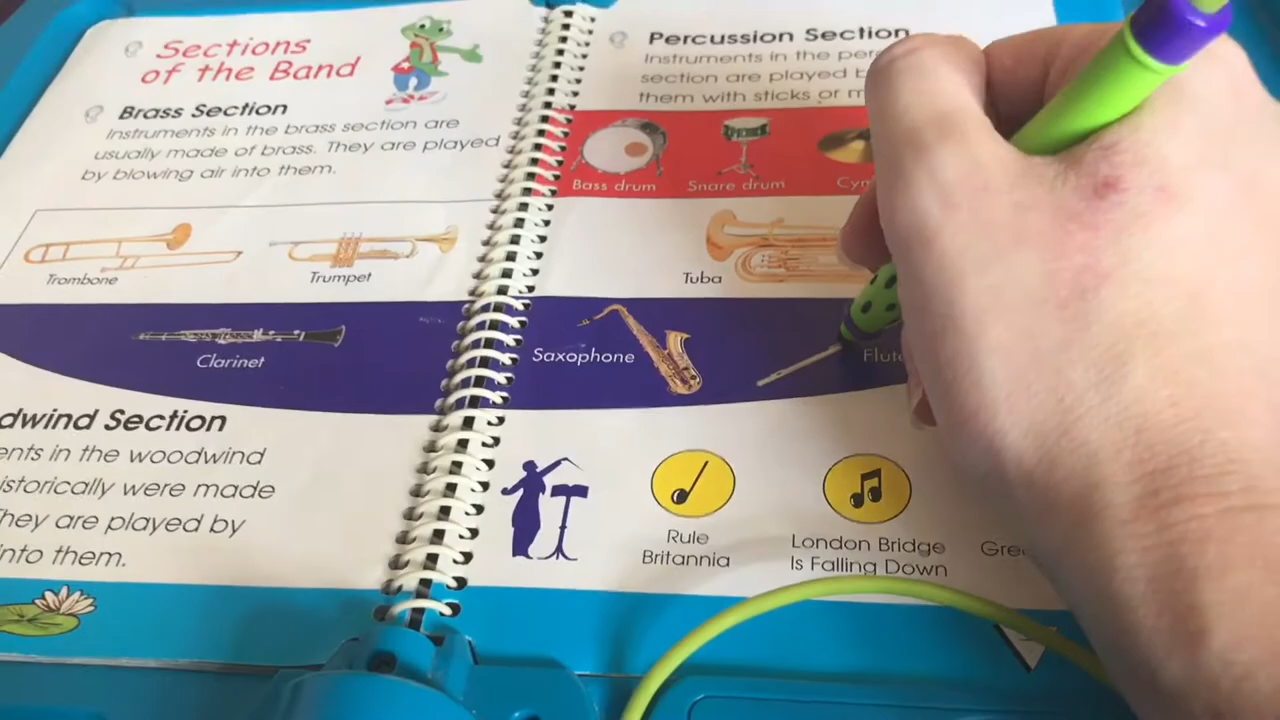 Sections
of the Band
Brass Section
Instruments in the brass section are
usually made of brass. They are played
by blowing air into them.
Trombone
Trumpet
Clarinet
Section
in the woodwind
were made
They are played by
into them.
Percussion Section
Instruments in the
section are played
them with sticks or
Bass drum
Snare drum
Tuba
Saxophone
Rule
Britannia
London Bridge
Is Falling Down